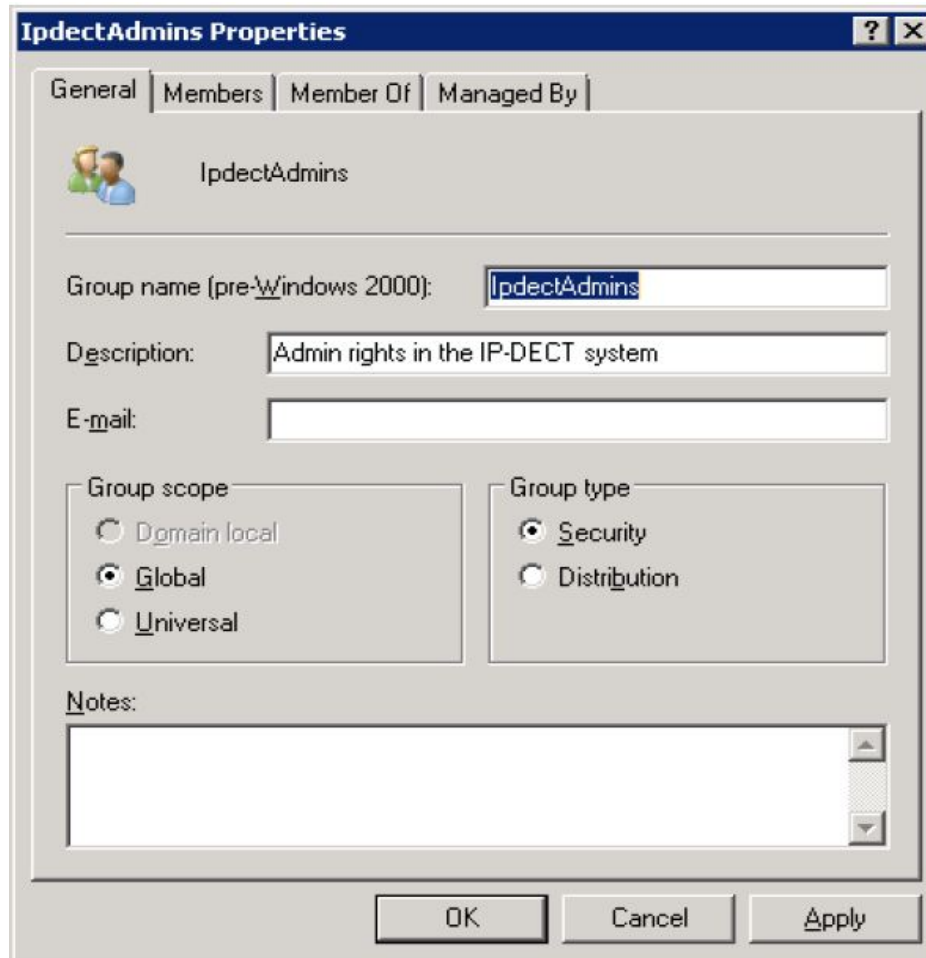 IpdectAdmins Properties
General Members Member Of Managed By
IpdectAdmins
Group name (pre-Windows 2000): IpdectAdmins
Description: Admin rights in the IP-DECT system
E-mail:
Group scope Group type
Domain local Security
Global Distribution
Universal
Notes:
OK Cancel Apply